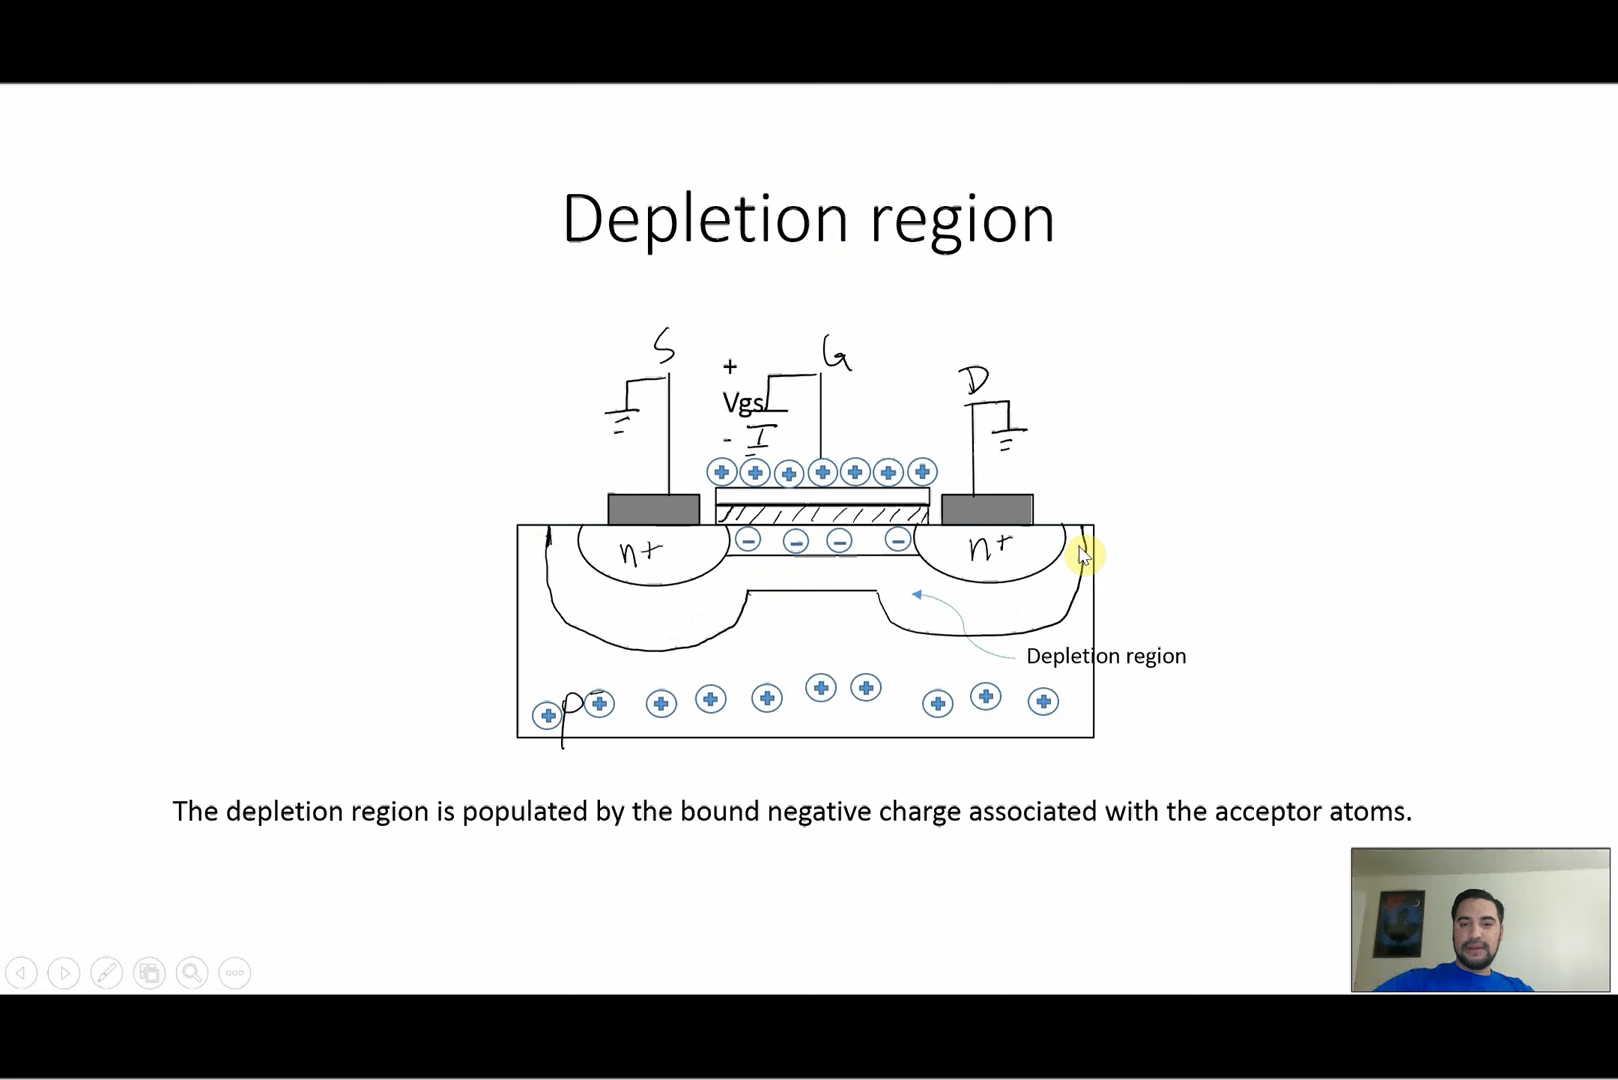 Depletion region
S
G
+
D
Vgs
-
n+
n+
Depletion region
p-
The depletion region is populated by the bound negative charge associated with the acceptor atoms.